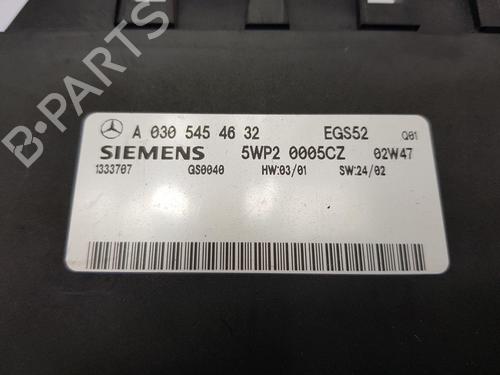 A 030 545 46 32 EGS52 Q01
SIEMENS 5WP2 0005CZ 02W47
1333707 GS0040 HW:03/01 SW:24/02
B-PARTS